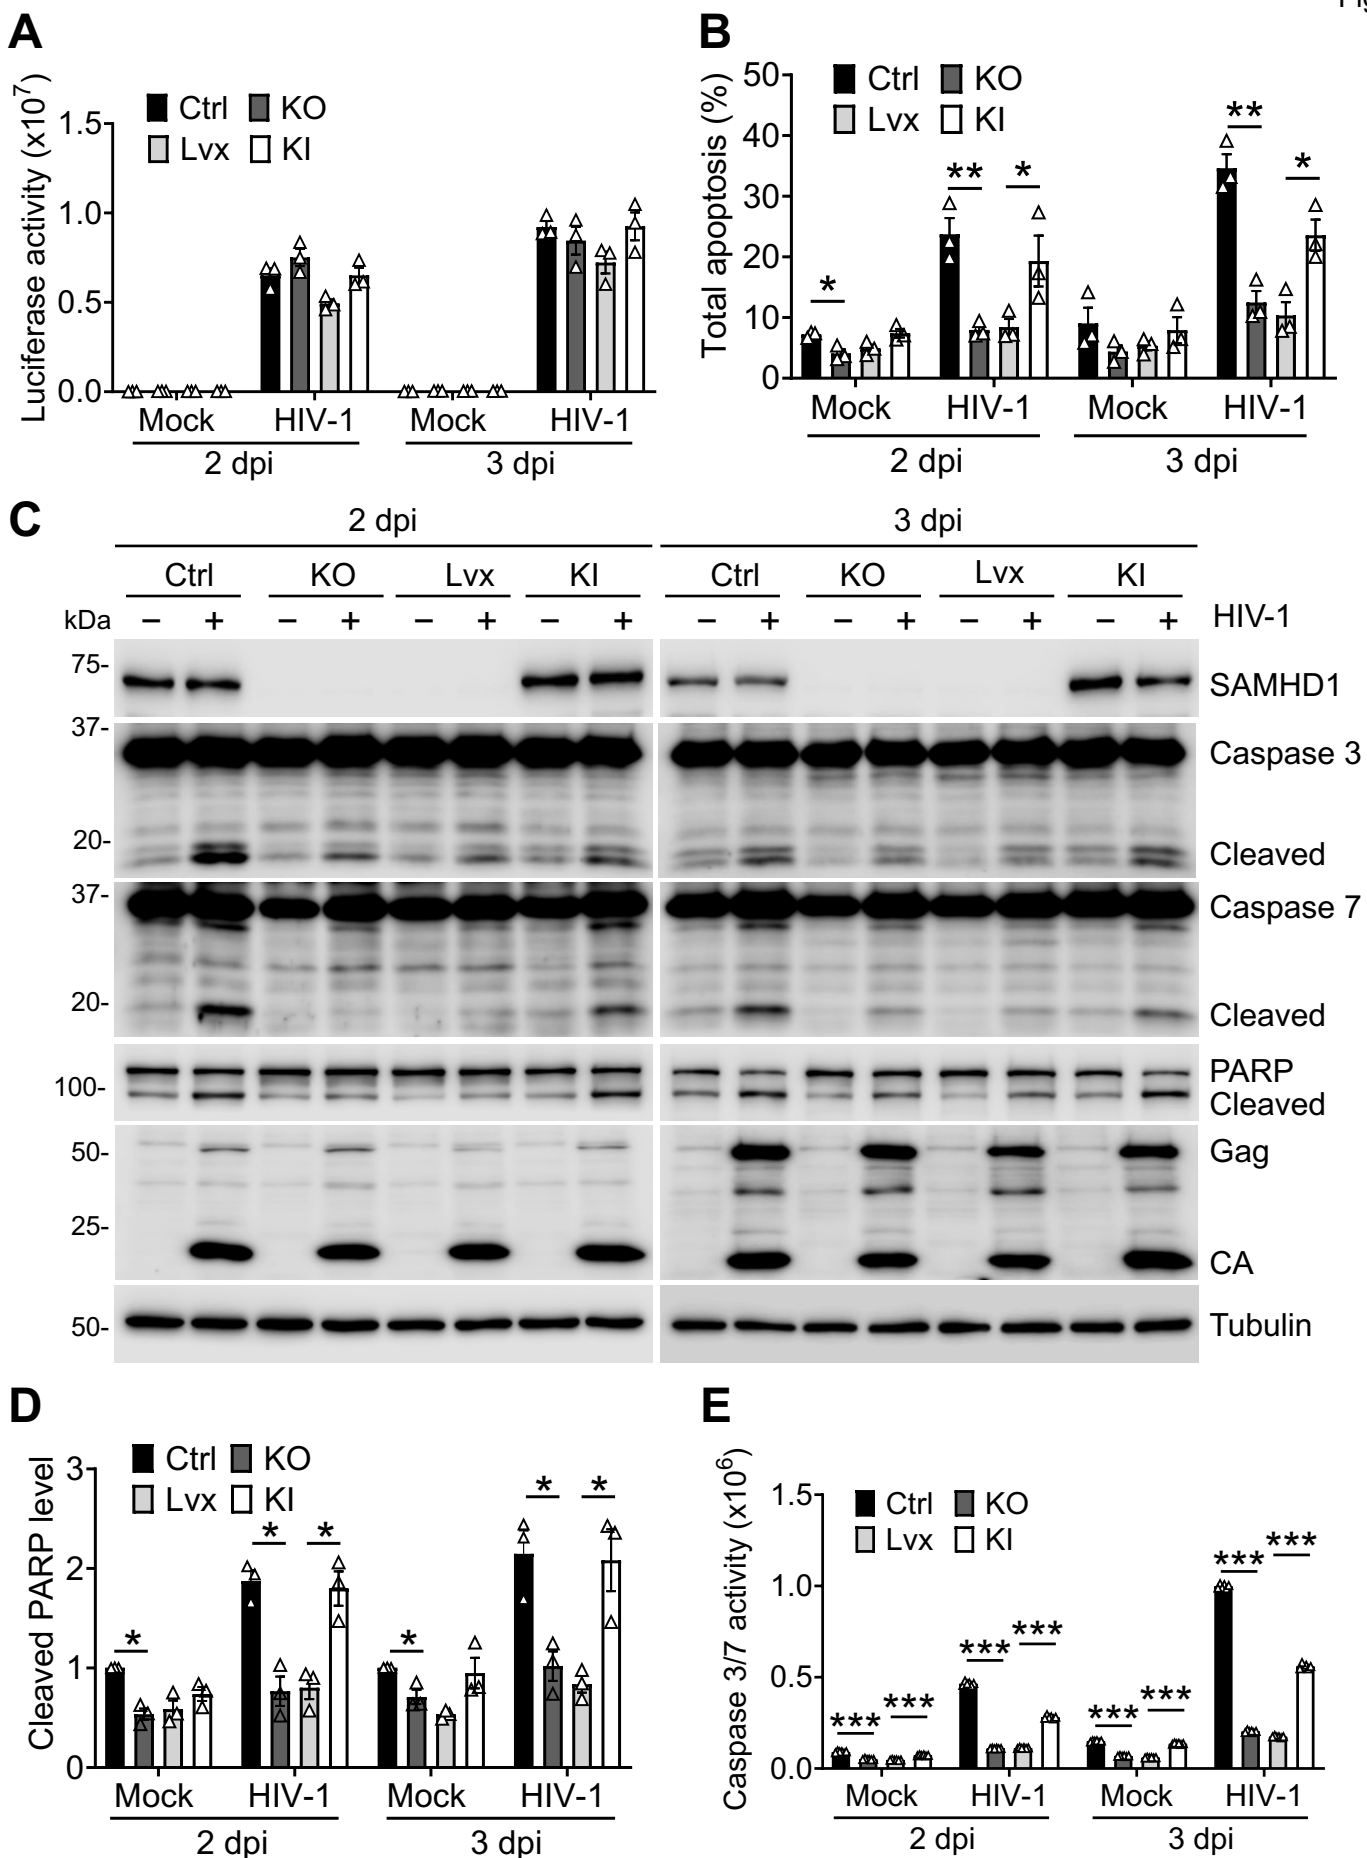 Fig
A
Luciferase activity (x10⁷)
Ctrl KO
Lvx KI
1.5
1.0
0.5
0.0
Mock HIV-1 Mock HIV-1
2 dpi 3 dpi
B
Total apoptosis (%)
Ctrl KO
Lvx KI
50
40
30
20
10
0
* ** * ** *
Mock HIV-1 Mock HIV-1
2 dpi 3 dpi
C
2 dpi 3 dpi
Ctrl KO Lvx KI Ctrl KO Lvx KI
kDa − + − + − + − + − + − + − + − + HIV-1
75- SAMHD1
37- Caspase 3
20- Cleaved
37- Caspase 7
20- Cleaved
PARP
100- Cleaved
50- Gag
25- CA
50- Tubulin
D
Cleaved PARP level
Ctrl KO
Lvx KI
3
2
1
0
* * * * * *
Mock HIV-1 Mock HIV-1
2 dpi 3 dpi
E
Caspase 3/7 activity (x10⁶)
Ctrl KO
Lvx KI
1.5
1.0
0.5
0.0
*** *** *** *** *** *** *** ***
Mock HIV-1 Mock HIV-1
2 dpi 3 dpi